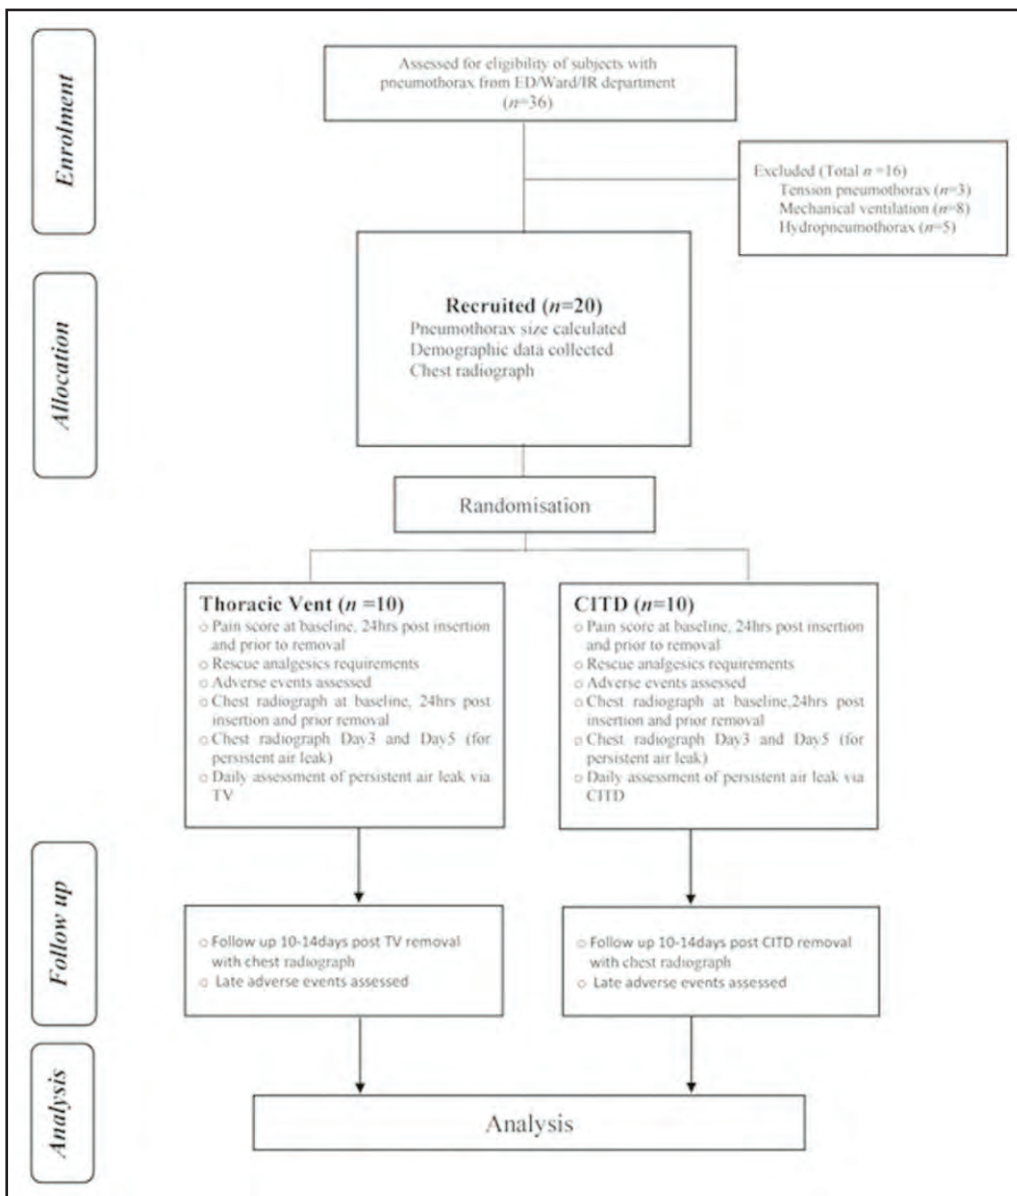 Enrolment
Assessed for eligibility of subjects with
pneumothorax from ED/Ward/IR department
(n=36)
Excluded (Total n =16)
Tension pneumothorax (n=3)
Mechanical ventilation (n=8)
Hydropneumothorax (n=5)
Allocation
Recruited (n=20)
Pneumothorax size calculated
Demographic data collected
Chest radiograph
Randomisation
Thoracic Vent (n =10)
○ Pain score at baseline, 24hrs post insertion
and prior to removal
○ Rescue analgesics requirements
○ Adverse events assessed
○ Chest radiograph at baseline, 24hrs post
insertion and prior removal
○ Chest radiograph Day3 and Day5 (for
persistent air leak)
○ Daily assessment of persistent air leak via
TV
CITD (n=10)
○ Pain score at baseline, 24hrs post insertion
and prior to removal
○ Rescue analgesics requirements
○ Adverse events assessed
○ Chest radiograph at baseline,24hrs post
insertion and prior removal
○ Chest radiograph Day3 and Day5 (for
persistent air leak)
○ Daily assessment of persistent air leak via
CITD
Follow up
○ Follow up 10-14days post TV removal
with chest radiograph
○ Late adverse events assessed
○ Follow up 10-14days post CITD removal
with chest radiograph
○ Late adverse events assessed
Analysis
Analysis